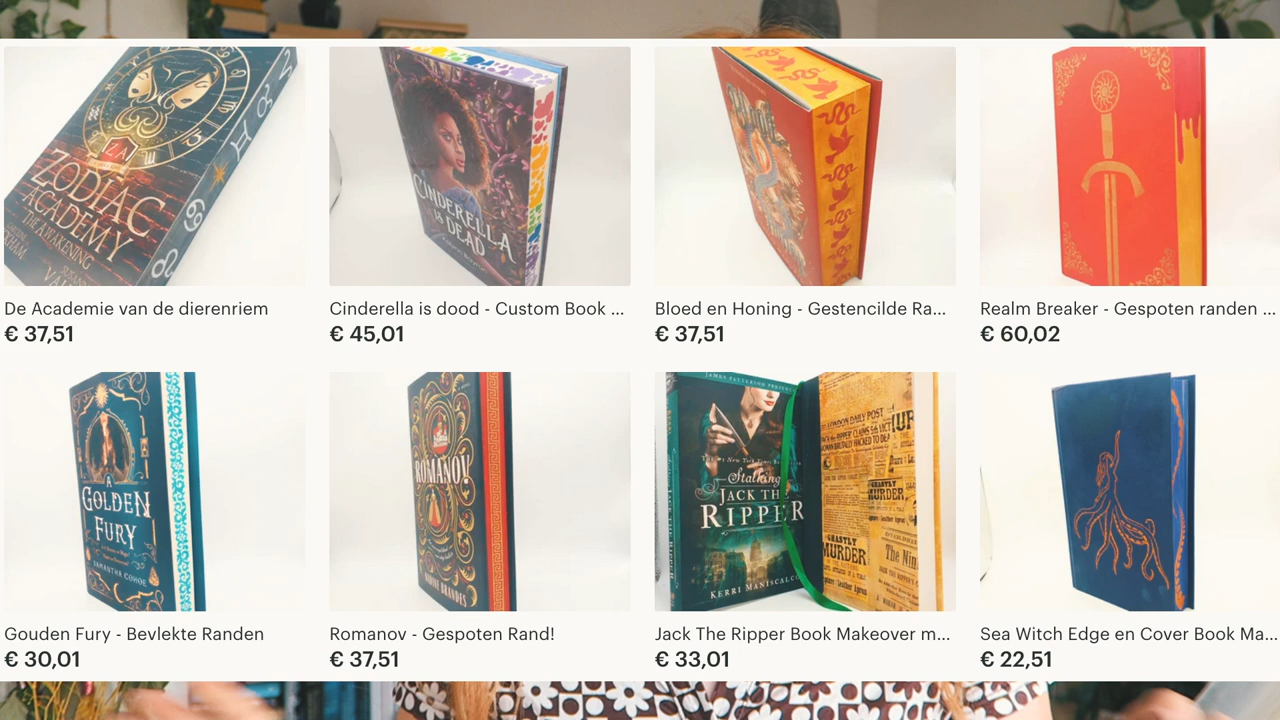 ZODIAC
ACADEMY
THE AWAKENING
CINDERELLA
IS
DEAD
De Academie van de dierenriem
€ 37,51
Cinderella is dood - Custom Book ...
€ 45,01
Bloed en Honing - Gestencilde Ra...
€ 37,51
Realm Breaker - Gespoten randen ...
€ 60,02
A
GOLDEN
FURY
SAMANTHA COHOE
ROMANOV
NADINE BRANDES
JAMES PATTERSON PRESENTS
Stalking
JACK THE
RIPPER
KERRI MANISCALCO
LONDON DAILY POST
GHASTLY
MURDER
GHASTLY
MURDER
The Nin
Gouden Fury - Bevlekte Randen
€ 30,01
Romanov - Gespoten Rand!
€ 37,51
Jack The Ripper Book Makeover m...
€ 33,01
Sea Witch Edge en Cover Book Ma...
€ 22,51